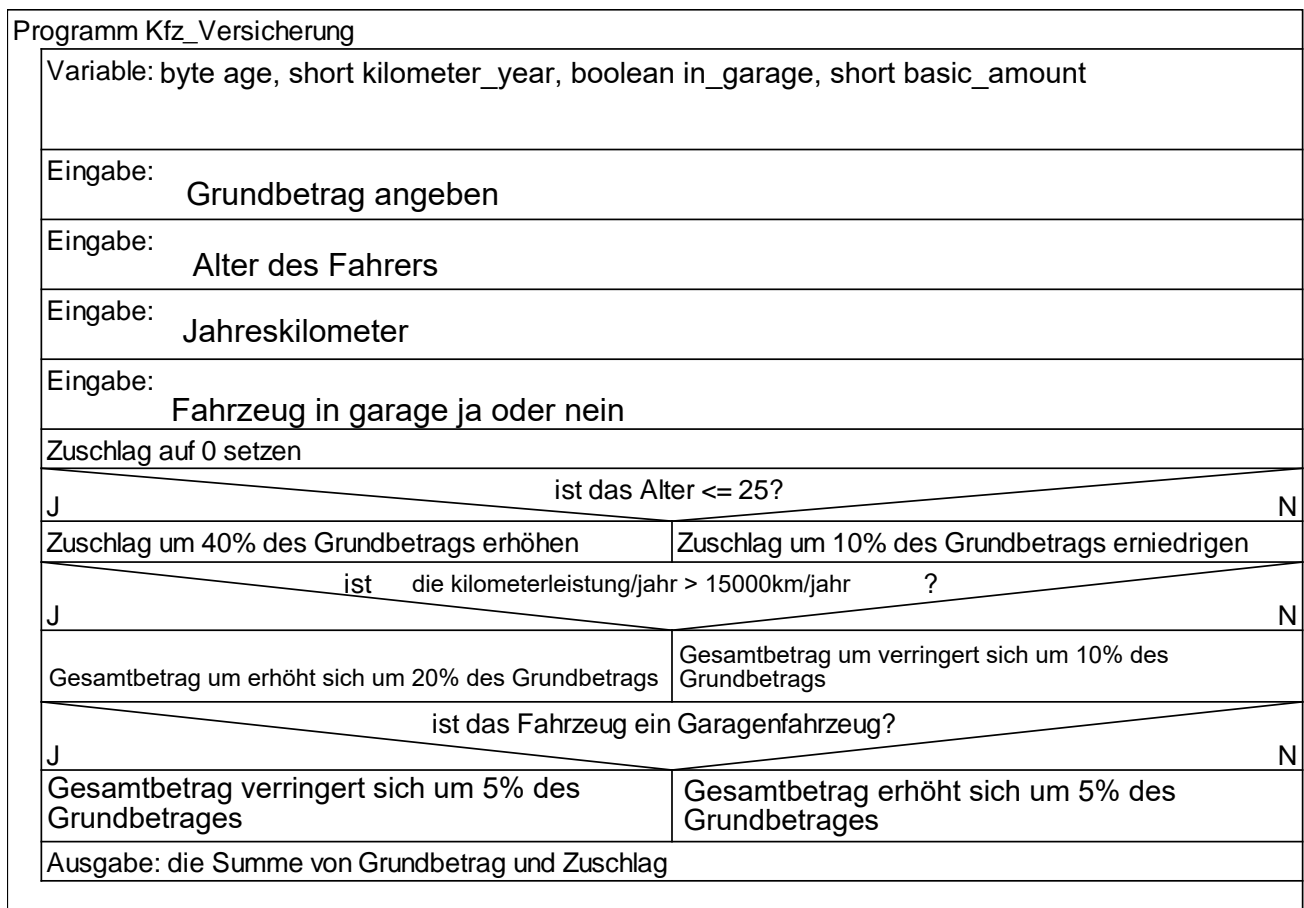 Programm Kfz_Versicherung
Variable: byte age, short kilometer_year, boolean in_garage, short basic_amount
Eingabe:
Grundbetrag angeben
Eingabe:
Alter des Fahrers
Eingabe:
Jahreskilometer
Eingabe:
Fahrzeug in garage ja oder nein
Zuschlag auf 0 setzen
ist das Alter <= 25?
J
N
Zuschlag um 40% des Grundbetrags erhöhen
Zuschlag um 10% des Grundbetrags erniedrigen
ist die kilometerleistung/jahr > 15000km/jahr ?
J
N
Gesamtbetrag um erhöht sich um 20% des Grundbetrags
Gesamtbetrag um verringert sich um 10% des
Grundbetrags
ist das Fahrzeug ein Garagenfahrzeug?
J
N
Gesamtbetrag verringert sich um 5% des
Grundbetrages
Gesamtbetrag erhöht sich um 5% des
Grundbetrages
Ausgabe: die Summe von Grundbetrag und Zuschlag